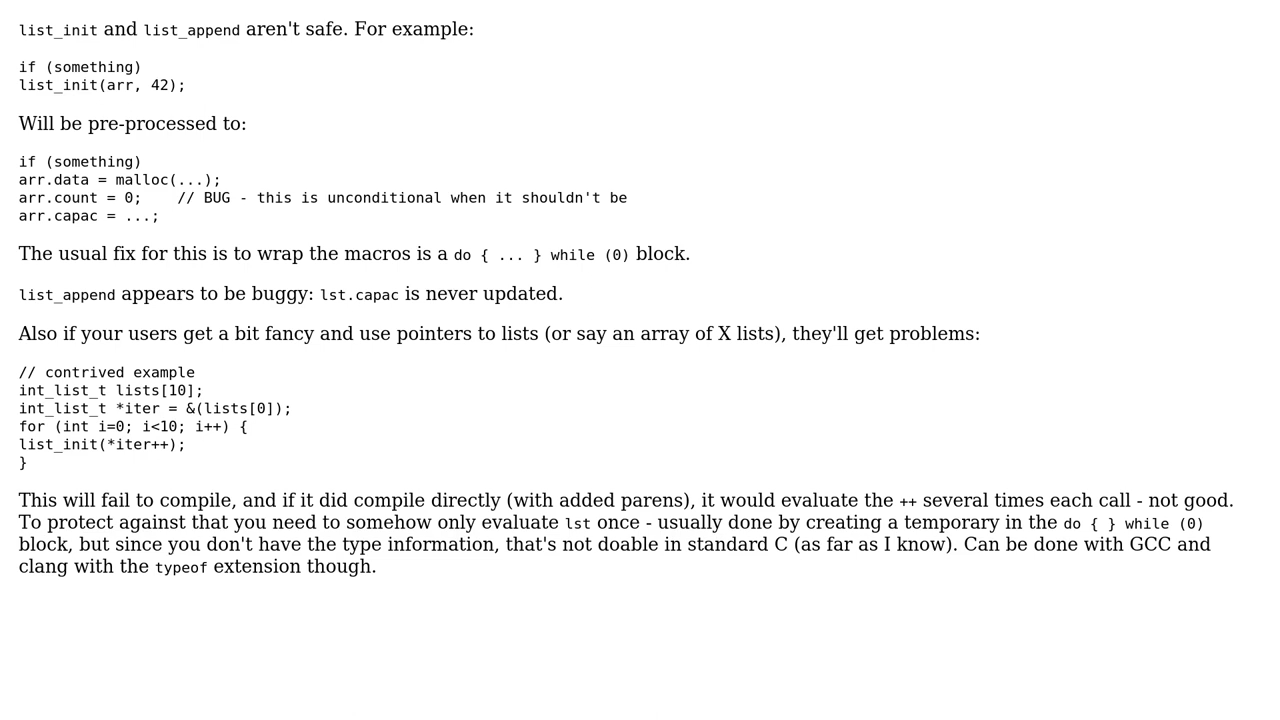 list_init and list_append aren't safe. For example:
if (something)
list_init(arr, 42);
Will be pre-processed to:
if (something)
arr.data = malloc(...);
arr.count = 0;    // BUG - this is unconditional when it shouldn't be
arr.capac = ...;
The usual fix for this is to wrap the macros is a do { ... } while (0) block.
list_append appears to be buggy: lst.capac is never updated.
Also if your users get a bit fancy and use pointers to lists (or say an array of X lists), they'll get problems:
// contrived example
int_list_t lists[10];
int_list_t *iter = &(lists[0]);
for (int i=0; i<10; i++) {
list_init(*iter++);
}
This will fail to compile, and if it did compile directly (with added parens), it would evaluate the ++ several times each call - not good.
To protect against that you need to somehow only evaluate lst once - usually done by creating a temporary in the do { } while (0)
block, but since you don't have the type information, that's not doable in standard C (as far as I know). Can be done with GCC and
clang with the typeof extension though.